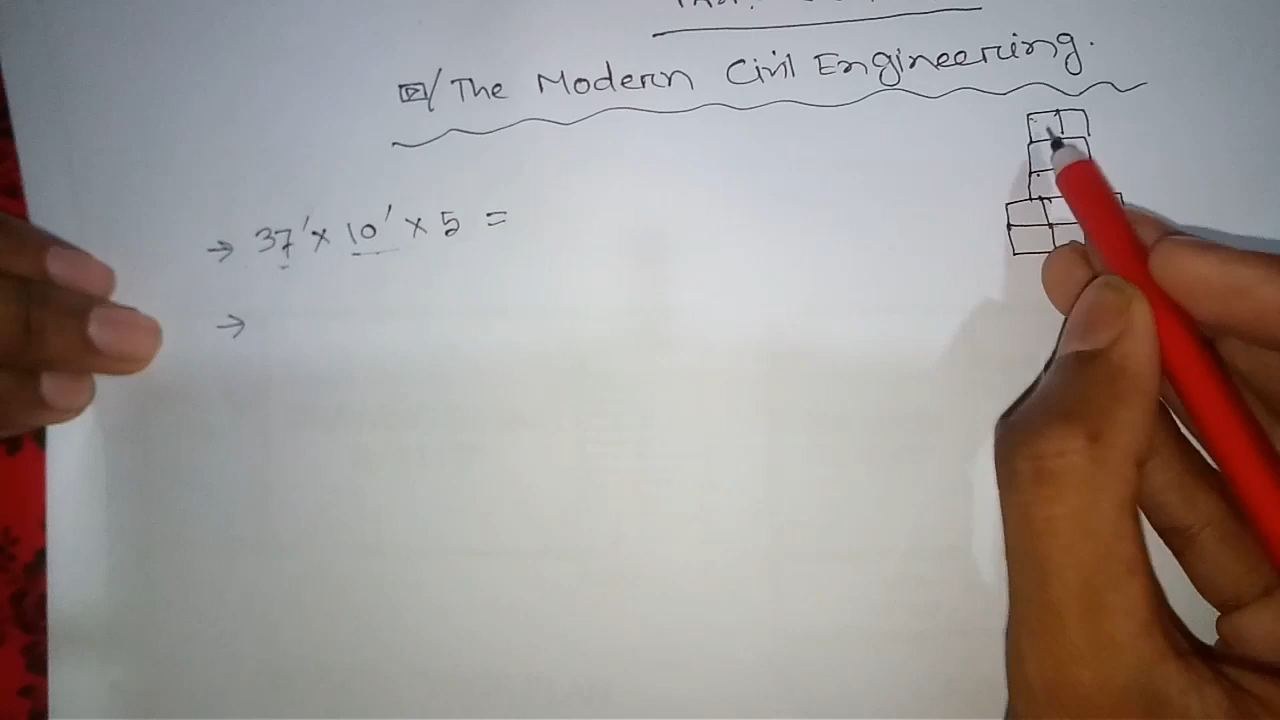 The Modern Civil Engineering.
→ 37' × 10' × 5 =
→